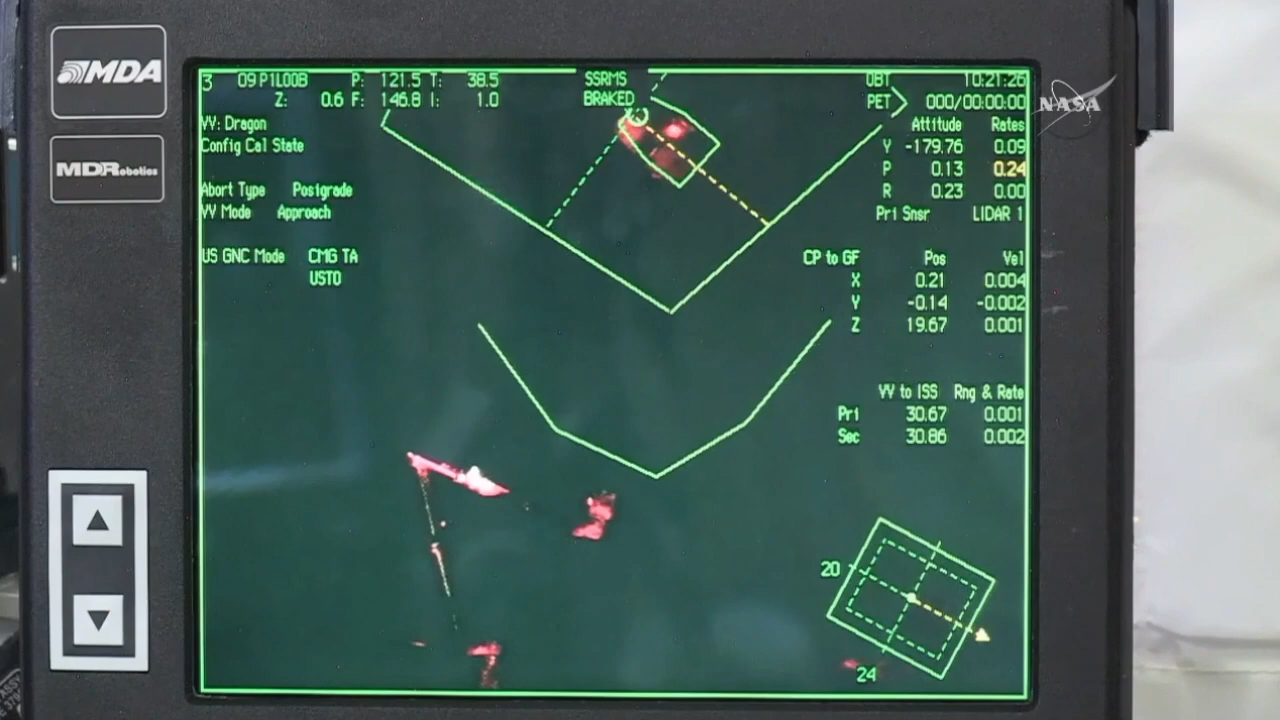 MDA
MDRobotics
3 09 P1LOOB P: 121.5 T: 38.5 SSRMS OBT 10:21:26
Z: 0.6 F: 146.8 I: 1.0 BRAKED PET 000/00:00:00
NASA
VV: Dragon Attitude Rates
Config Cal State Y -179.76 0.09
P 0.13 0.24
Abort Type Posigrade R 0.23 0.00
VV Mode Approach Pri Snsr LIDAR 1
US GNC Mode CMG TA CP to GF Pos Vel
USTO X 0.21 0.004
Y -0.14 -0.002
Z 19.67 0.001
VV to ISS Rng & Rate
Pri 30.67 0.001
Sec 30.86 0.002
20
24